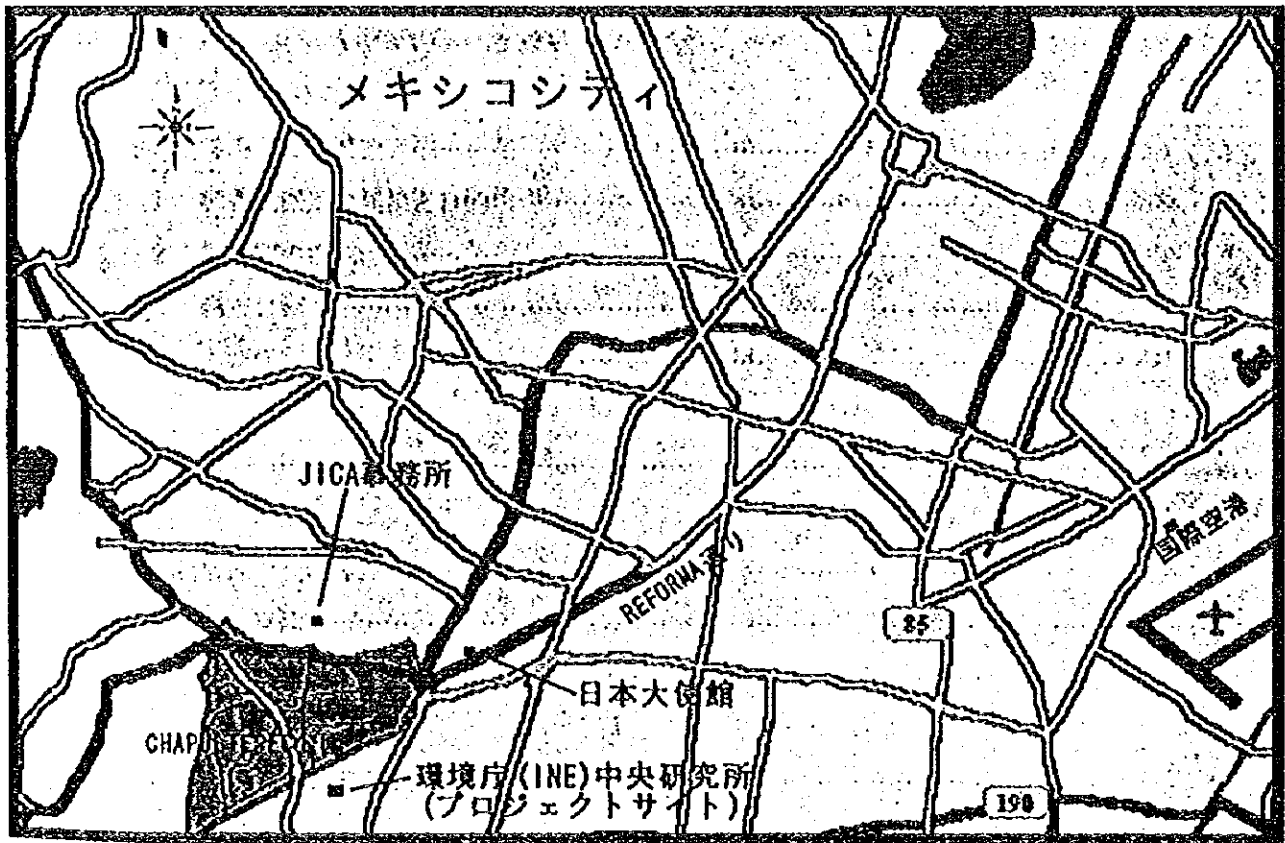 メキシコシティ
JICA事務所
国際空港
REFORMA通り
85
日本大使館
環境庁(INE)中央研究所
(プロジェクトサイト)
190